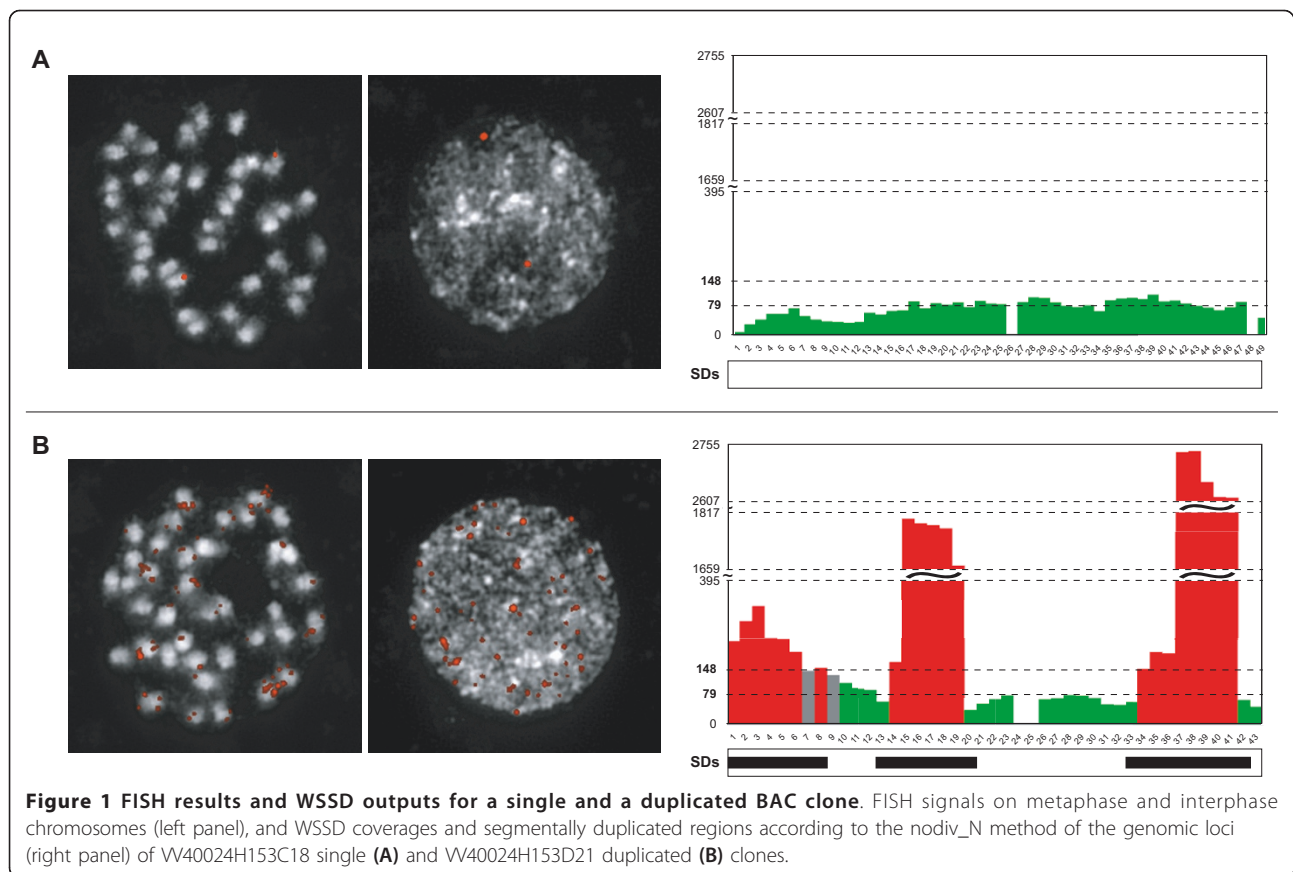 A
2755
2607
1817
1659
395
148
79
0
1 2 3 4 5 6 7 8 9 10 11 12 13 14 15 16 17 18 19 20 21 22 23 24 25 26 27 28 29 30 31 32 33 34 35 36 37 38 39 40 41 42 43 44 45 46 47 48 49
SDs
B
2755
2607
1817
1659
395
148
79
0
1 2 3 4 5 6 7 8 9 10 11 12 13 14 15 16 17 18 19 20 21 22 23 24 25 26 27 28 29 30 31 32 33 34 35 36 37 38 39 40 41 42 43
SDs
Figure 1 FISH results and WSSD outputs for a single and a duplicated BAC clone. FISH signals on metaphase and interphase
chromosomes (left panel), and WSSD coverages and segmentally duplicated regions according to the nodiv_N method of the genomic loci
(right panel) of VV40024H153C18 single (A) and VV40024H153D21 duplicated (B) clones.